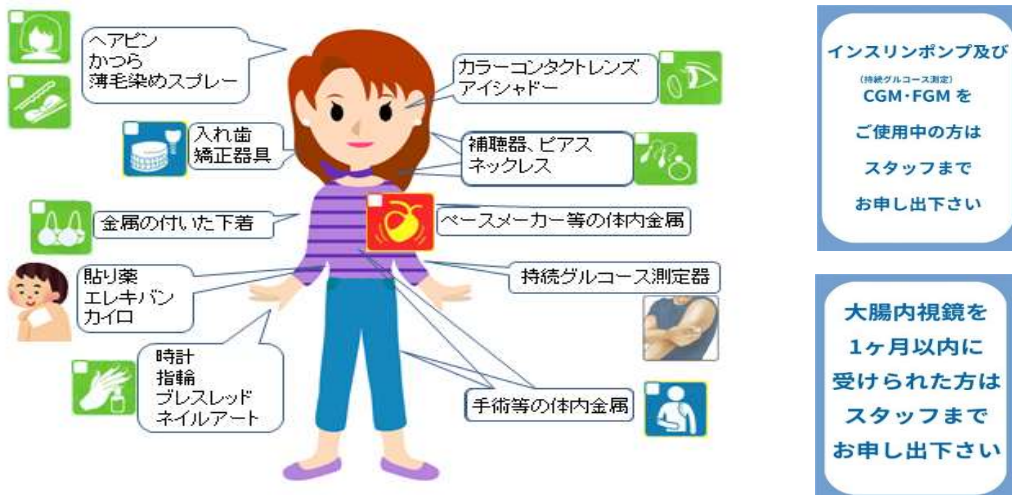 ヘアピン
かつら
薄毛染めスプレー
カラーコンタクトレンズ
アイシャドー
入れ歯
矯正器具
補聴器、ピアス
ネックレス
金属の付いた下着
ペースメーカー等の体内金属
貼り薬
エレキバン
カイロ
持続グルコース測定器
時計
指輪
ブレスレッド
ネイルアート
手術等の体内金属
インスリンポンプ及び
(持続グルコース測定)
CGM・FGM を
ご使用中の方は
スタッフまで
お申し出下さい
大腸内視鏡を
1ヶ月以内に
受けられた方は
スタッフまで
お申し出下さい